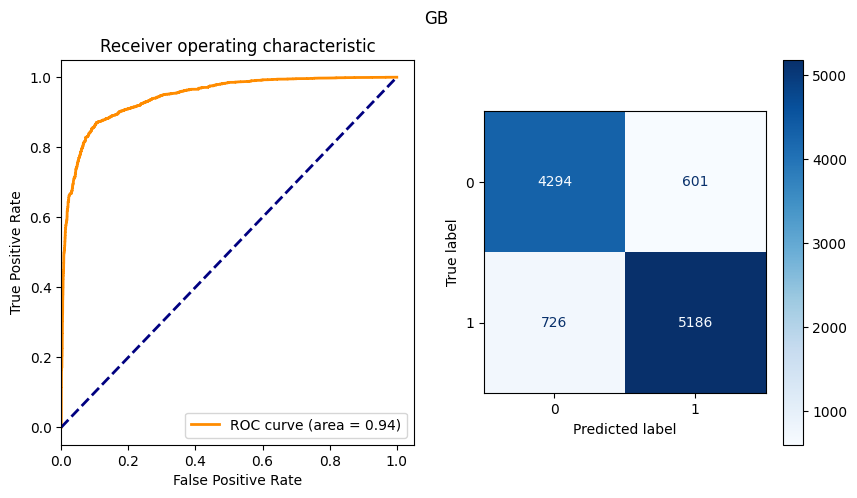 GB
Receiver operating characteristic
1.0
0.8
0.6
0.4
0.2
0.0
True Positive Rate
ROC curve (area = 0.94)
0.0 0.2 0.4 0.6 0.8 1.0
False Positive Rate
True label
0
1
4294 601
726 5186
0 1
Predicted label
5000
4000
3000
2000
1000